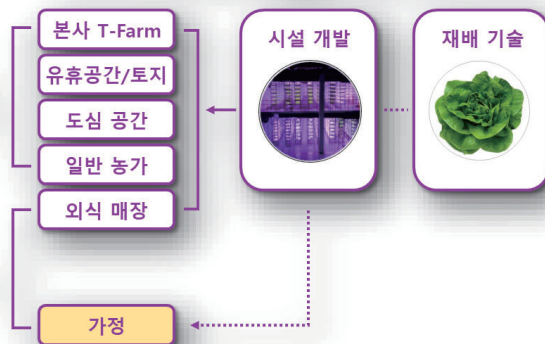 본사 T-Farm
유휴공간/토지
도심 공간
일반 농가
외식 매장
가정
시설 개발
재배 기술